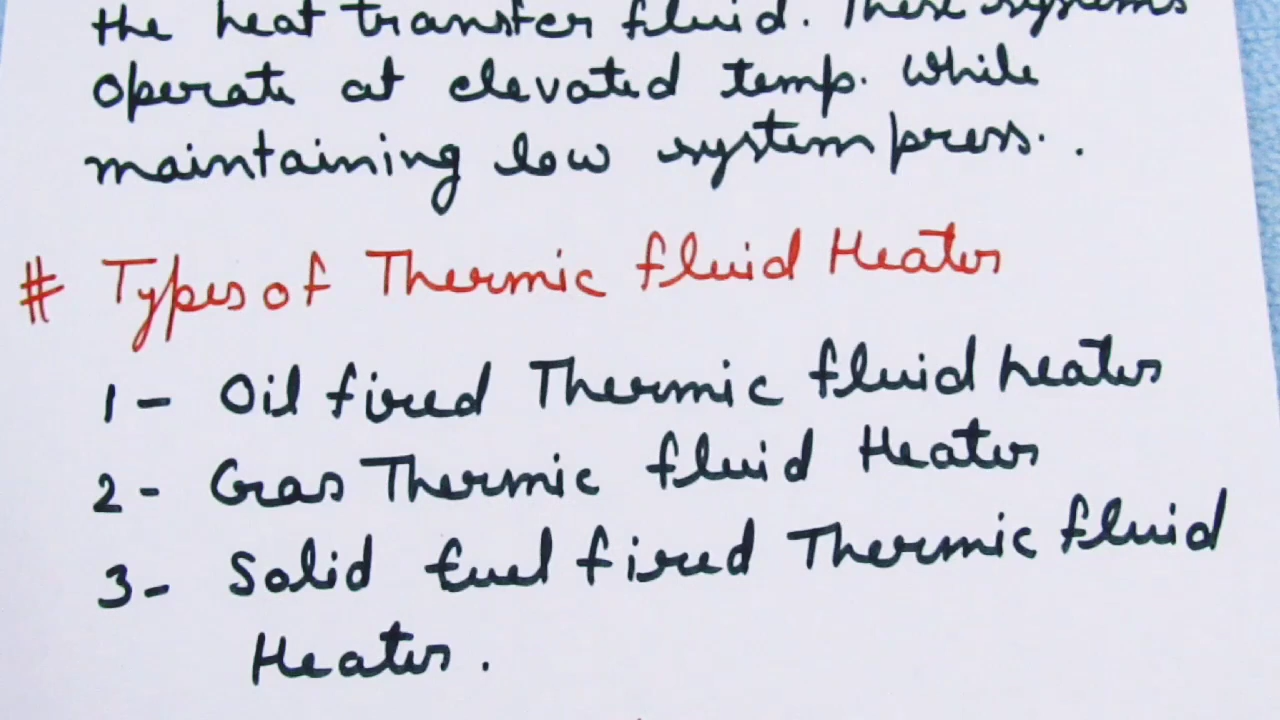 the heat transfer fluid. These systems
operate at elevated temp. While
maintaining low system press. .
# Types of Thermic fluid Heater
1 - Oil fired Thermic fluid heater
2 - Gas Thermic fluid Heater
3 - Solid fuel fired Thermic fluid
Heater.